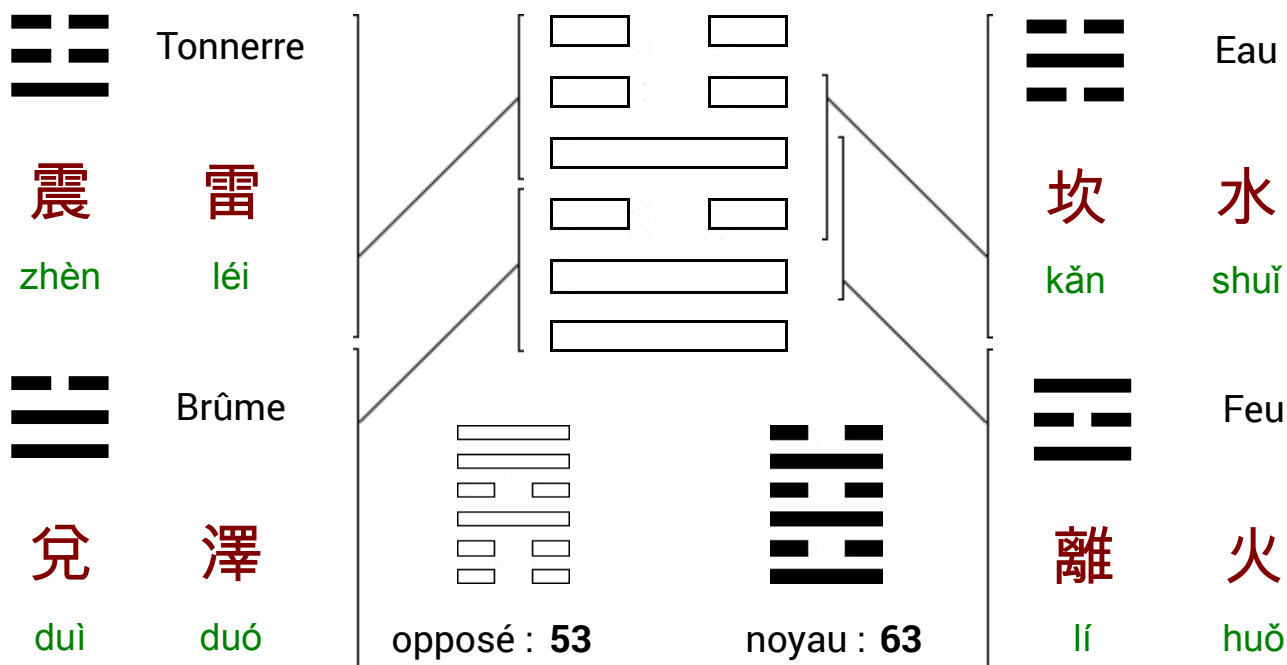 Tonnerre
震 雷
zhèn léi
Brûme
兌 澤
duì duó
opposé : 53
noyau : 63
Eau
坎 水
kǎn shuǐ
Feu
離 火
lí huǒ